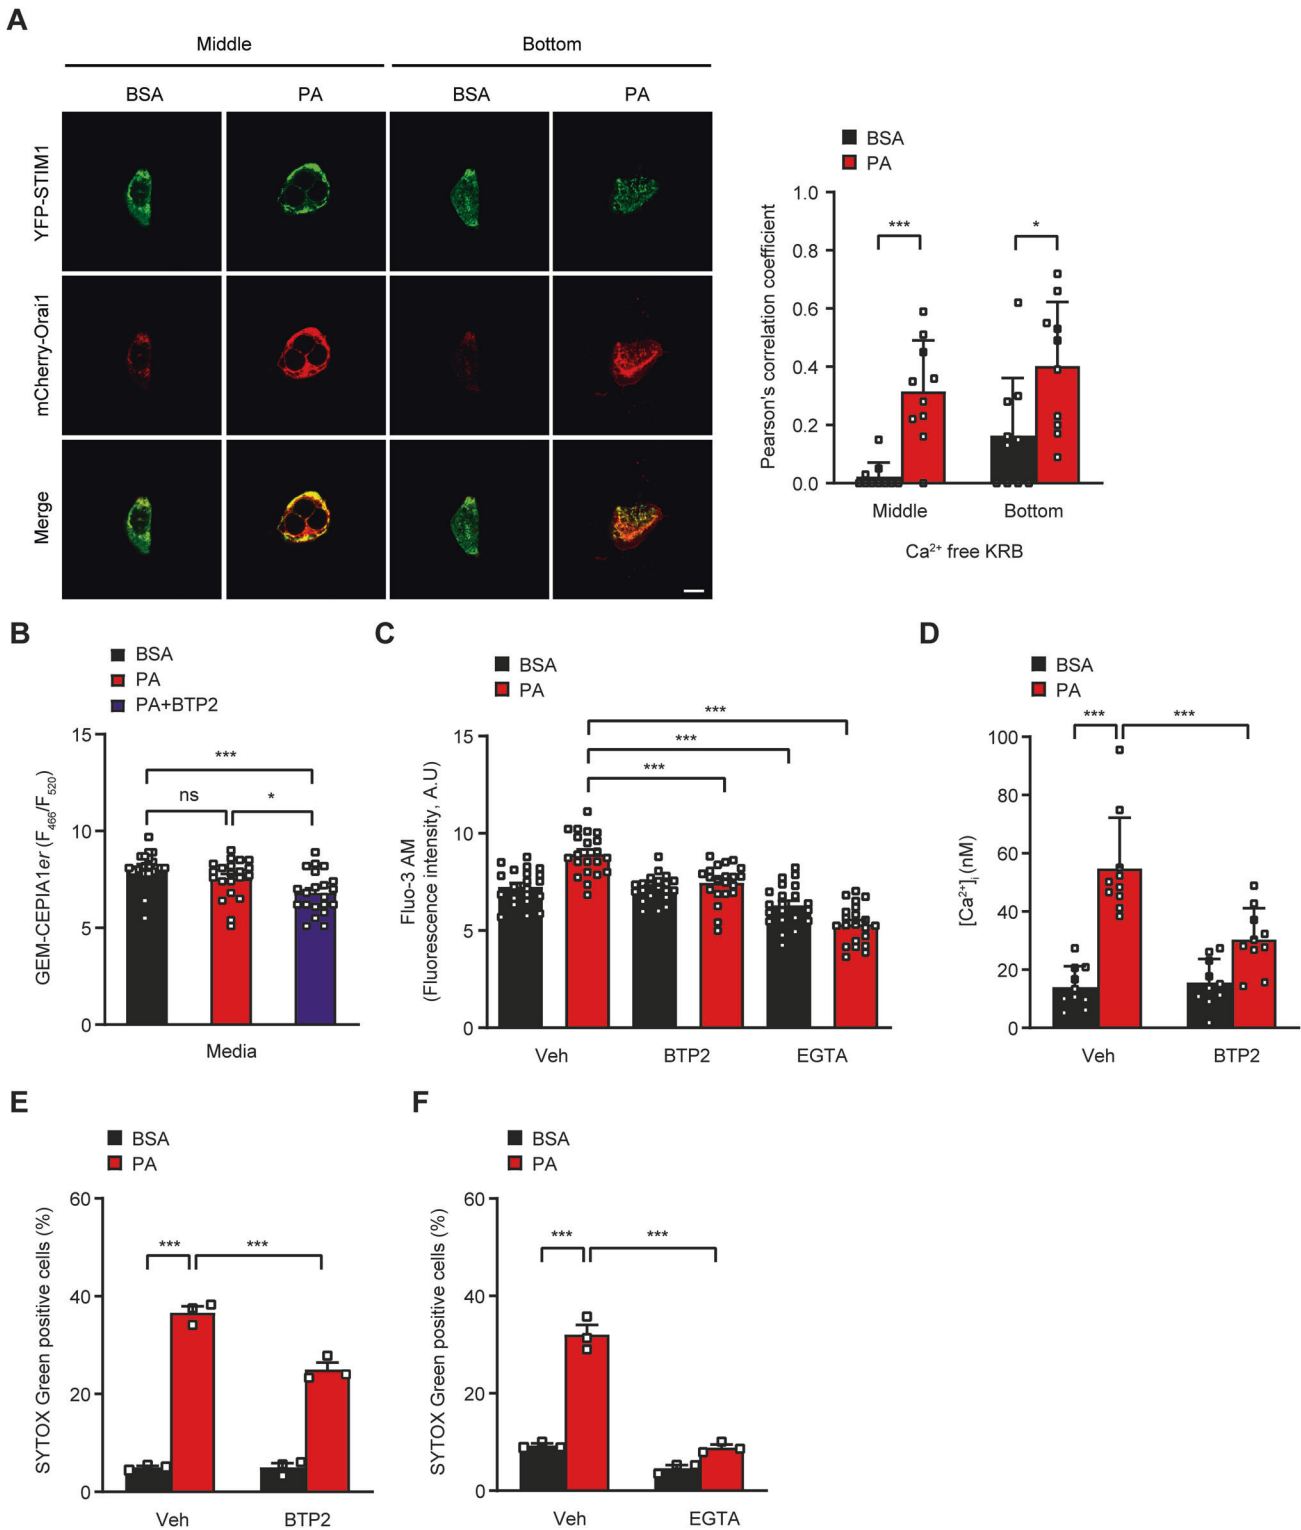 A
Middle Bottom
BSA PA BSA PA
YFP-STIM1
mCherry-Orai1
Merge
BSA
PA
Pearson's correlation coefficient
1.0
0.8
0.6
0.4
0.2
0.0
*** *
Middle Bottom
Ca²⁺ free KRB
B
BSA
PA
PA+BTP2
GEM-CEPIA1er (F₄₆₆/F₅₂₀)
15
10
5
0
***
ns *
Media
C
BSA
PA
Fluo-3 AM
(Fluorescence intensity, A.U)
15
10
5
0
***
***
***
Veh BTP2 EGTA
D
BSA
PA
[Ca²⁺]ᵢ (nM)
100
80
60
40
20
0
*** ***
Veh BTP2
E
BSA
PA
SYTOX Green positive cells (%)
60
40
20
0
*** ***
Veh BTP2
F
BSA
PA
SYTOX Green positive cells (%)
60
40
20
0
*** ***
Veh EGTA